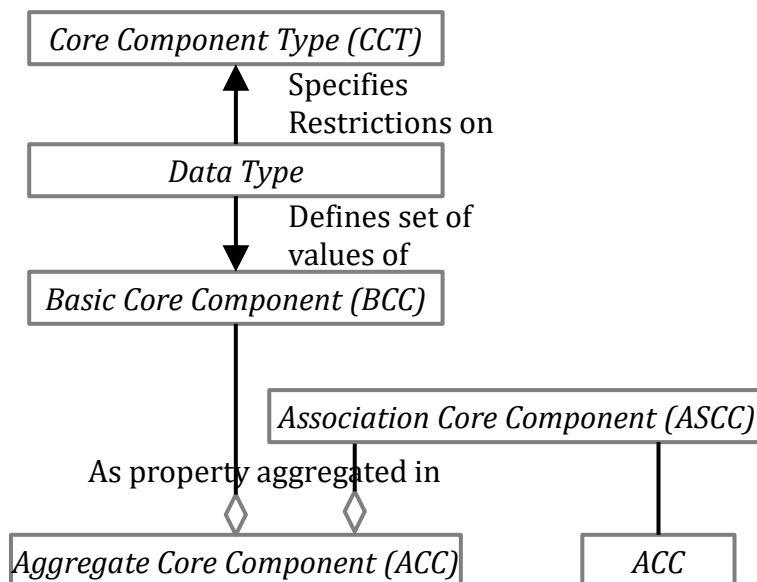 Core Component Type (CCT)
Specifies
Restrictions on
Data Type
Defines set of
values of
Basic Core Component (BCC)
Association Core Component (ASCC)
As property aggregated in
Aggregate Core Component (ACC)
ACC